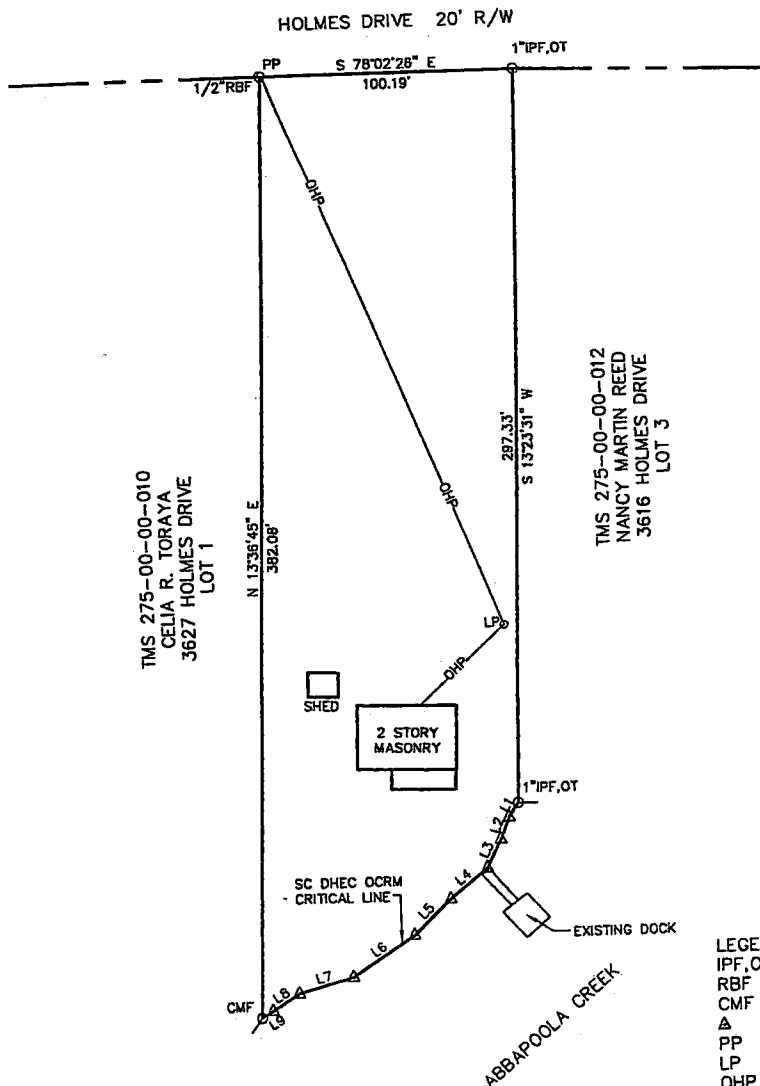 HOLMES DRIVE 20' R/W
PP
S 78°02'26" E
1"IPF,OT
1/2"RBF
100.19'
OHP
TMS 275-00-00-012
NANCY MARTIN REED
3616 HOLMES DRIVE
LOT 3
297.33'
S 13°23'31" W
OHP
TMS 275-00-00-010
CELIA R. TORAYA
3627 HOLMES DRIVE
LOT 1
N 13°36'45" E
382.08'
LP
OHP
SHED
2 STORY
MASONRY
1"IPF,OT
L1
L2
L3
SC DHEC OCRM
CRITICAL LINE
L4
L5
EXISTING DOCK
L6
L7
L8
L9
CMF
ABBAPOOLA CREEK
LEGE
IPF,O
RBF
CMF
PP
LP
OHP